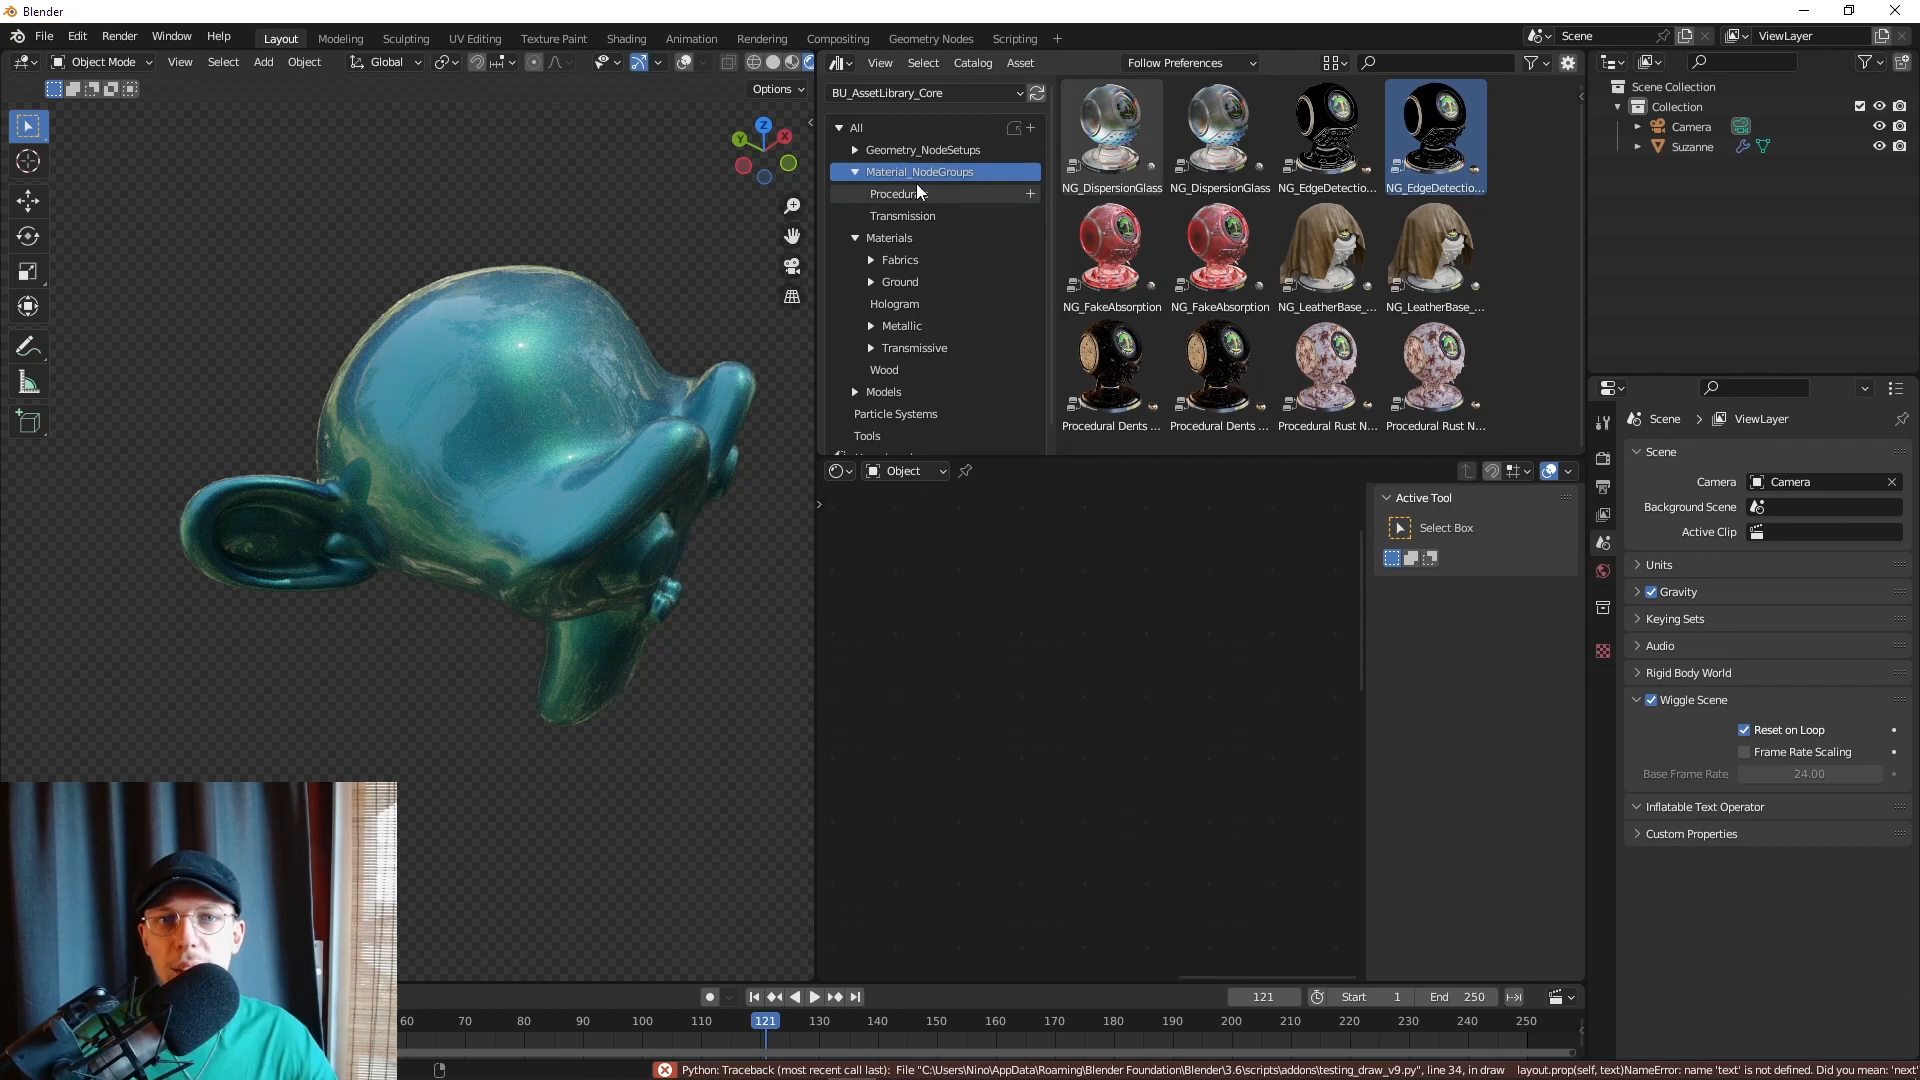 Blender
File Edit Render Window Help
Layout Modeling Sculpting UV Editing Texture Paint Shading Animation Rendering Compositing Geometry Nodes Scripting +
Scene
ViewLayer
Object Mode View Select Add Object Global
Options
Z
Y
X
View Select Catalog Asset Follow Preferences
BU_AssetLibrary_Core
All
Geometry_NodeSetups
Material_NodeGroups
Transmission
Materials
Fabrics
Ground
Hologram
Metallic
Transmissive
Wood
Models
Particle Systems
Tools
NG_DispersionGlass NG_DispersionGlass NG_EdgeDetectio... NG_EdgeDetectio...
NG_FakeAbsorption NG_FakeAbsorption NG_LeatherBase_... NG_LeatherBase_...
Procedural Dents ... Procedural Dents ... Procedural Rust N... Procedural Rust N...
Object
Active Tool
Select Box
Scene Collection
Collection
Camera
Suzanne
Scene > ViewLayer
Scene
Camera Camera
Background Scene
Active Clip
Units
Gravity
Keying Sets
Audio
Rigid Body World
Wiggle Scene
Reset on Loop
Frame Rate Scaling
Base Frame Rate 24.00
Inflatable Text Operator
Custom Properties
121 Start 1 End 250
60 70 80 90 100 110 121 130 140 150 160 170 180 190 200 210 220 230 240 250
Python: Traceback (most recent call last): File "C:\Users\Nino\AppData\Roaming\Blender Foundation\Blender\3.6\scripts\addons\testing_draw_v9.py", line 34, in draw layout.prop(self, text)NameError: name 'text' is not defined. Did you mean: 'next'